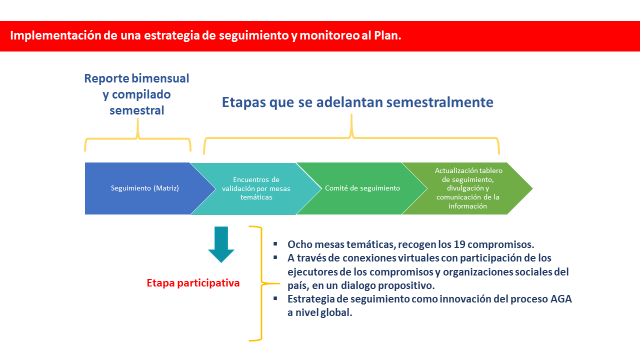 Implementación de una estrategia de seguimiento y monitoreo al Plan.
Reporte bimensual
y compilado
semestral
Etapas que se adelantan semestralmente
Seguimiento (Matriz)
Encuentros de
validación por mesas
temáticas
Comité de seguimiento
Actualización tablero
de seguimiento,
divulgación y
comunicación de la
información
Etapa participativa
▪ Ocho mesas temáticas, recogen los 19 compromisos.
▪ A través de conexiones virtuales con participación de los
ejecutores de los compromisos y organizaciones sociales del
país, en un dialogo propositivo.
▪ Estrategia de seguimiento como innovación del proceso AGA
a nivel global.